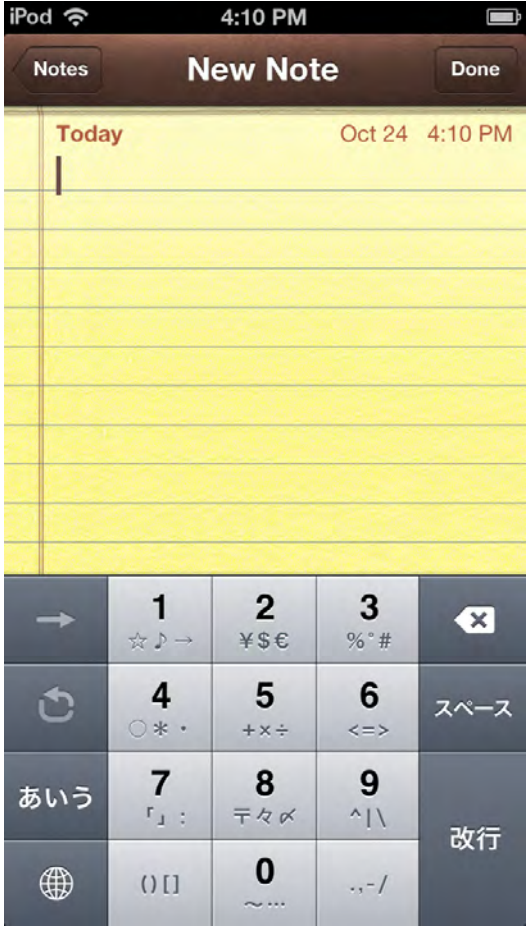 iPod 4:10 PM
Notes New Note Done
Today Oct 24 4:10 PM
→ 1 2 3
☆♪→ ¥$€ %°#
4 5 6 スペース
○*・ +×÷ <=>
あいう 7 8 9
「」: 〒々〆 ^|\
改行
()[] 0 .,-/
~…